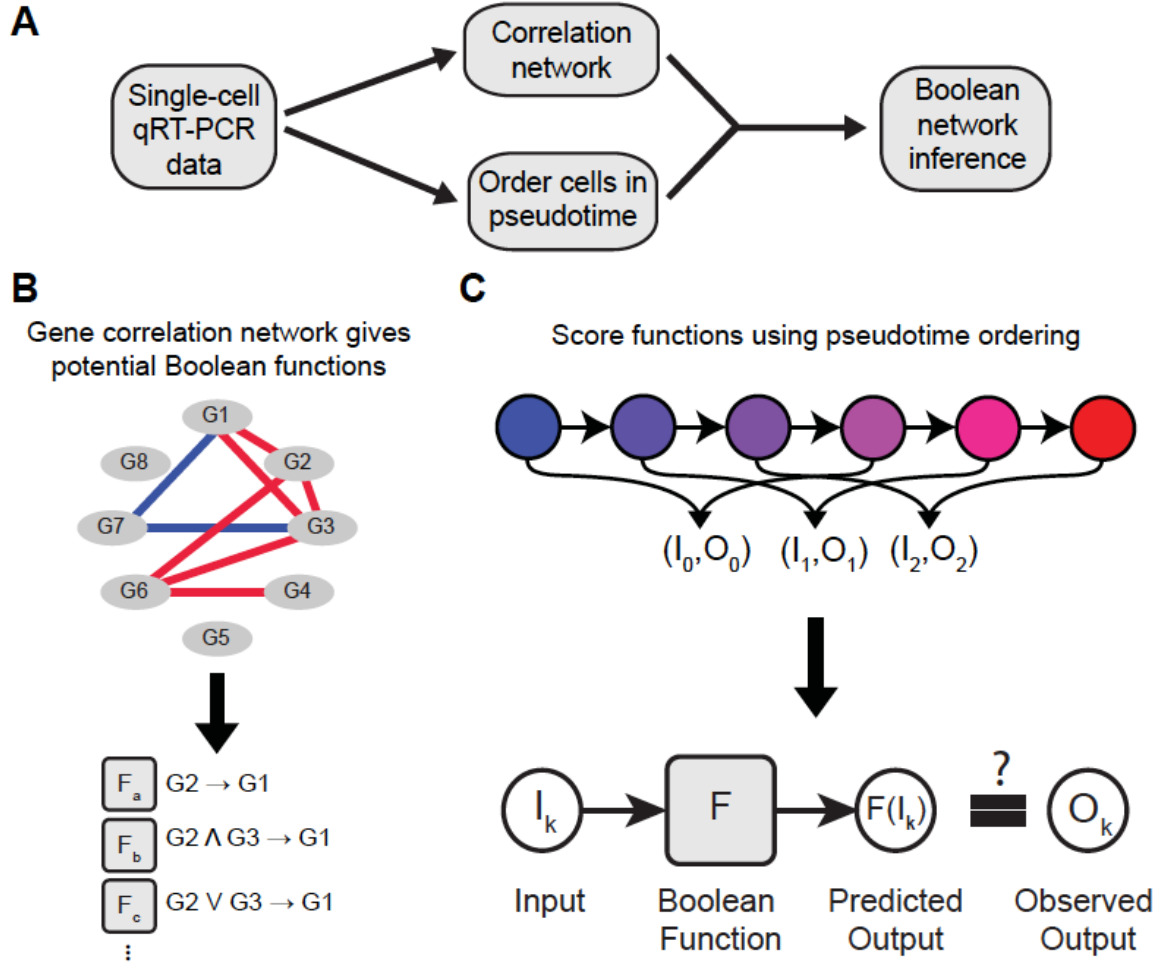 A
Single-cell
qRT-PCR
data
Correlation
network
Order cells in
pseudotime
Boolean
network
inference
B
Gene correlation network gives
potential Boolean functions
G1
G8
G2
G7
G3
G6
G4
G5
Fa G2 → G1
Fb G2 Λ G3 → G1
Fc G2 V G3 → G1
⋮
C
Score functions using pseudotime ordering
(I0,O0) (I1,O1) (I2,O2)
?
Ik F F(Ik) = Ok
Input Boolean Predicted Observed
Function Output Output